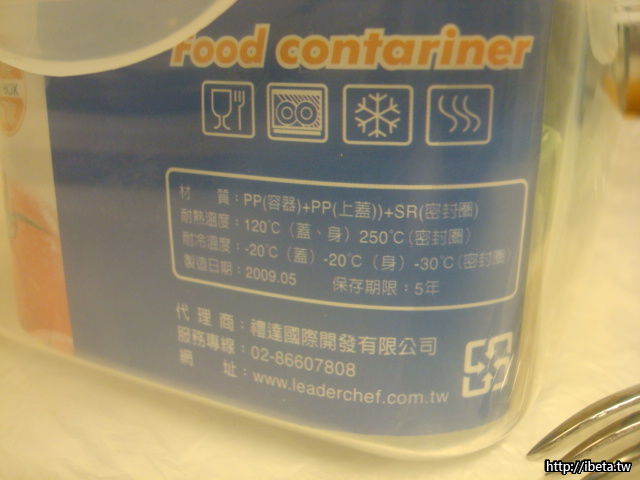 Food contariner
材　質：PP(容器)+PP(上蓋))+SR(密封圈)
耐熱溫度：120℃（蓋、身）250℃(密封圈)
耐冷溫度：-20℃（蓋）-20℃（身）-30℃(密封圈)
製造日期：2009.05　保存期限：5年
代 理 商：禮達國際開發有限公司
服務專線：02-86607808
網　址：www.leaderchef.com.tw
http://ibeta.tw